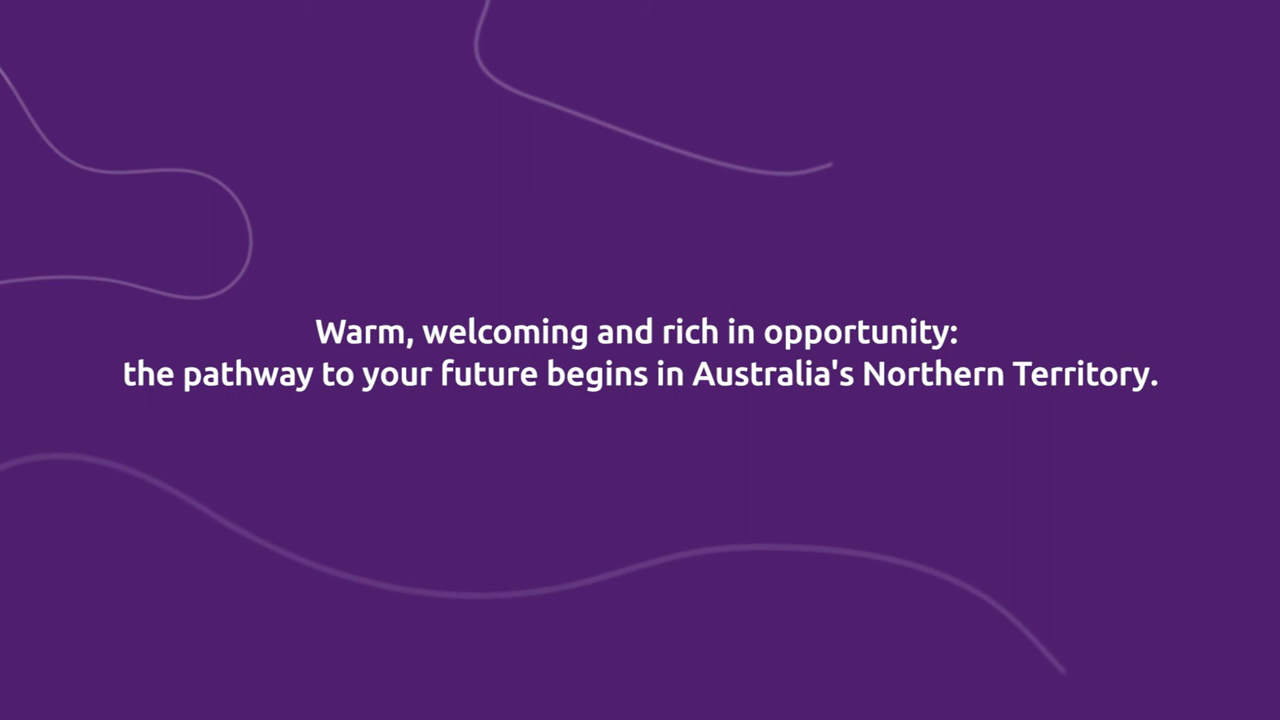 Warm, welcoming and rich in opportunity:
the pathway to your future begins in Australia's Northern Territory.